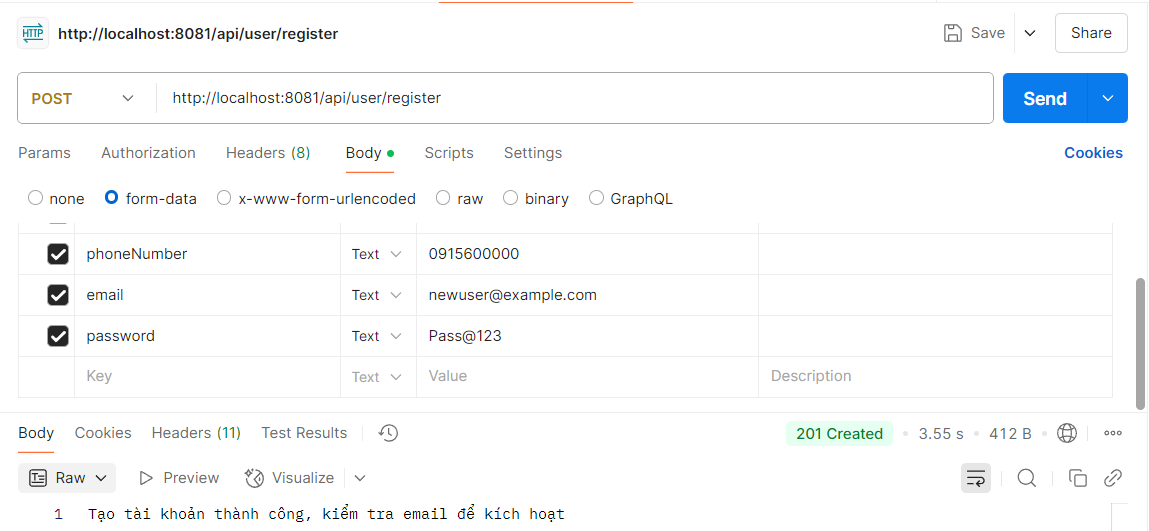 HTTP http://localhost:8081/api/user/register Save Share
POST http://localhost:8081/api/user/register Send
Params Authorization Headers (8) Body Scripts Settings Cookies
none form-data x-www-form-urlencoded raw binary GraphQL
phoneNumber Text 0915600000
email Text newuser@example.com
password Text Pass@123
Key Text Value Description
Body Cookies Headers (11) Test Results 201 Created 3.55 s 412 B
Raw Preview Visualize
1 Tạo tài khoản thành công, kiểm tra email để kích hoạt